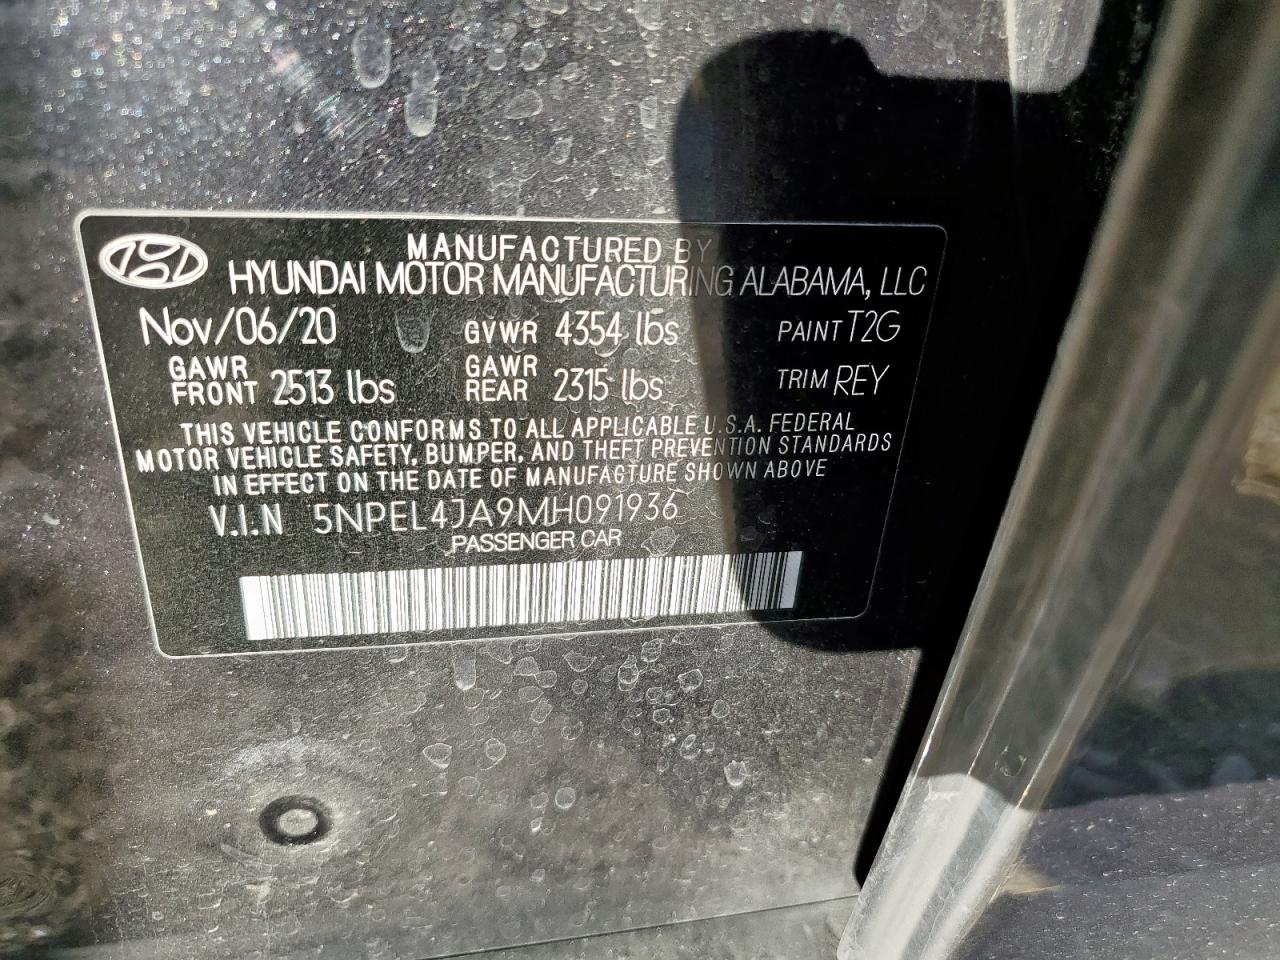 MANUFACTURED BY
HYUNDAI MOTOR MANUFACTURING ALABAMA, LLC
Nov/06/20 GVWR 4354 lbs PAINT T2G
GAWR FRONT 2513 lbs GAWR REAR 2315 lbs TRIM REY
THIS VEHICLE CONFORMS TO ALL APPLICABLE U.S.A. FEDERAL
MOTOR VEHICLE SAFETY, BUMPER, AND THEFT PREVENTION STANDARDS
IN EFFECT ON THE DATE OF MANUFACTURE SHOWN ABOVE
V.I.N 5NPEL4JA9MH091936
PASSENGER CAR